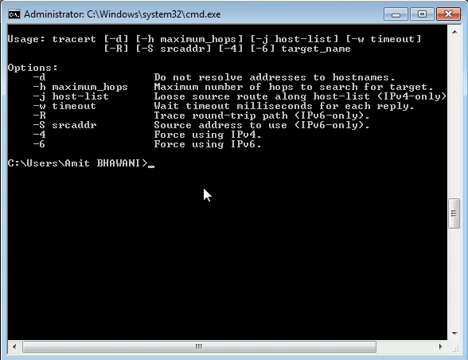 Administrator: C:\Windows\system32\cmd.exe
Usage: tracert [-d] [-h maximum_hops] [-j host-list] [-w timeout]
[-R] [-S srcaddr] [-4] [-6] target_name
Options:
-d Do not resolve addresses to hostnames.
-h maximum_hops Maximum number of hops to search for target.
-j host-list Loose source route along host-list (IPv4-only)
-w timeout Wait timeout milliseconds for each reply.
-R Trace round-trip path (IPv6-only).
-S srcaddr Source address to use (IPv6-only).
-4 Force using IPv4.
-6 Force using IPv6.
C:\Users\Amit BHAWANI>_